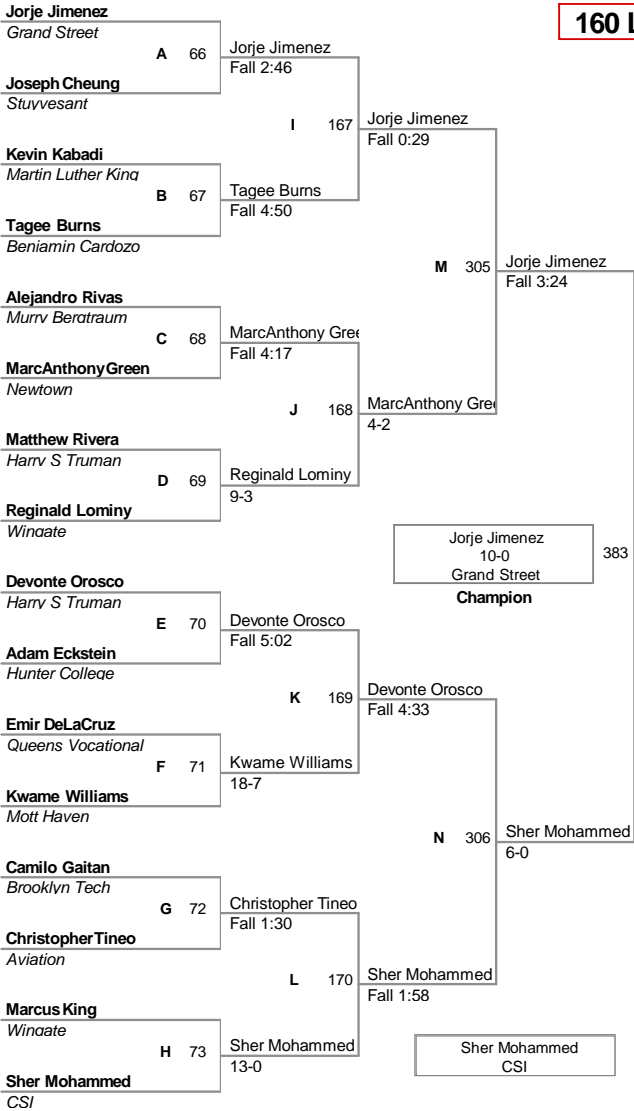 Jorje Jimenez
160 L
Grand Street
A 66
Jorje Jimenez
Fall 2:46
Joseph Cheung
Stuyvesant
I 167
Jorje Jimenez
Fall 0:29
Kevin Kabadi
Martin Luther King
B 67
Tagee Burns
Fall 4:50
Tagee Burns
Benjamin Cardozo
M 305
Jorje Jimenez
Fall 3:24
Alejandro Rivas
Murry Bergtraum
C 68
MarcAnthony Gree
Fall 4:17
MarcAnthonyGreen
Newtown
J 168
MarcAnthony Gree
4-2
Matthew Rivera
Harry S Truman
D 69
Reginald Lominy
9-3
Reginald Lominy
Wingate
Jorje Jimenez
10-0
Grand Street
383
Champion
Devonte Orosco
Harry S Truman
E 70
Devonte Orosco
Fall 5:02
Adam Eckstein
Hunter College
K 169
Devonte Orosco
Fall 4:33
Emir DeLaCruz
Queens Vocational
F 71
Kwame Williams
18-7
Kwame Williams
Mott Haven
N 306
Sher Mohammed
6-0
Camilo Gaitan
Brooklyn Tech
G 72
Christopher Tineo
Fall 1:30
ChristopherTineo
Aviation
L 170
Sher Mohammed
Fall 1:58
Marcus King
Wingate
H 73
Sher Mohammed
13-0
Sher Mohammed
CSI
Sher Mohammed
CSI